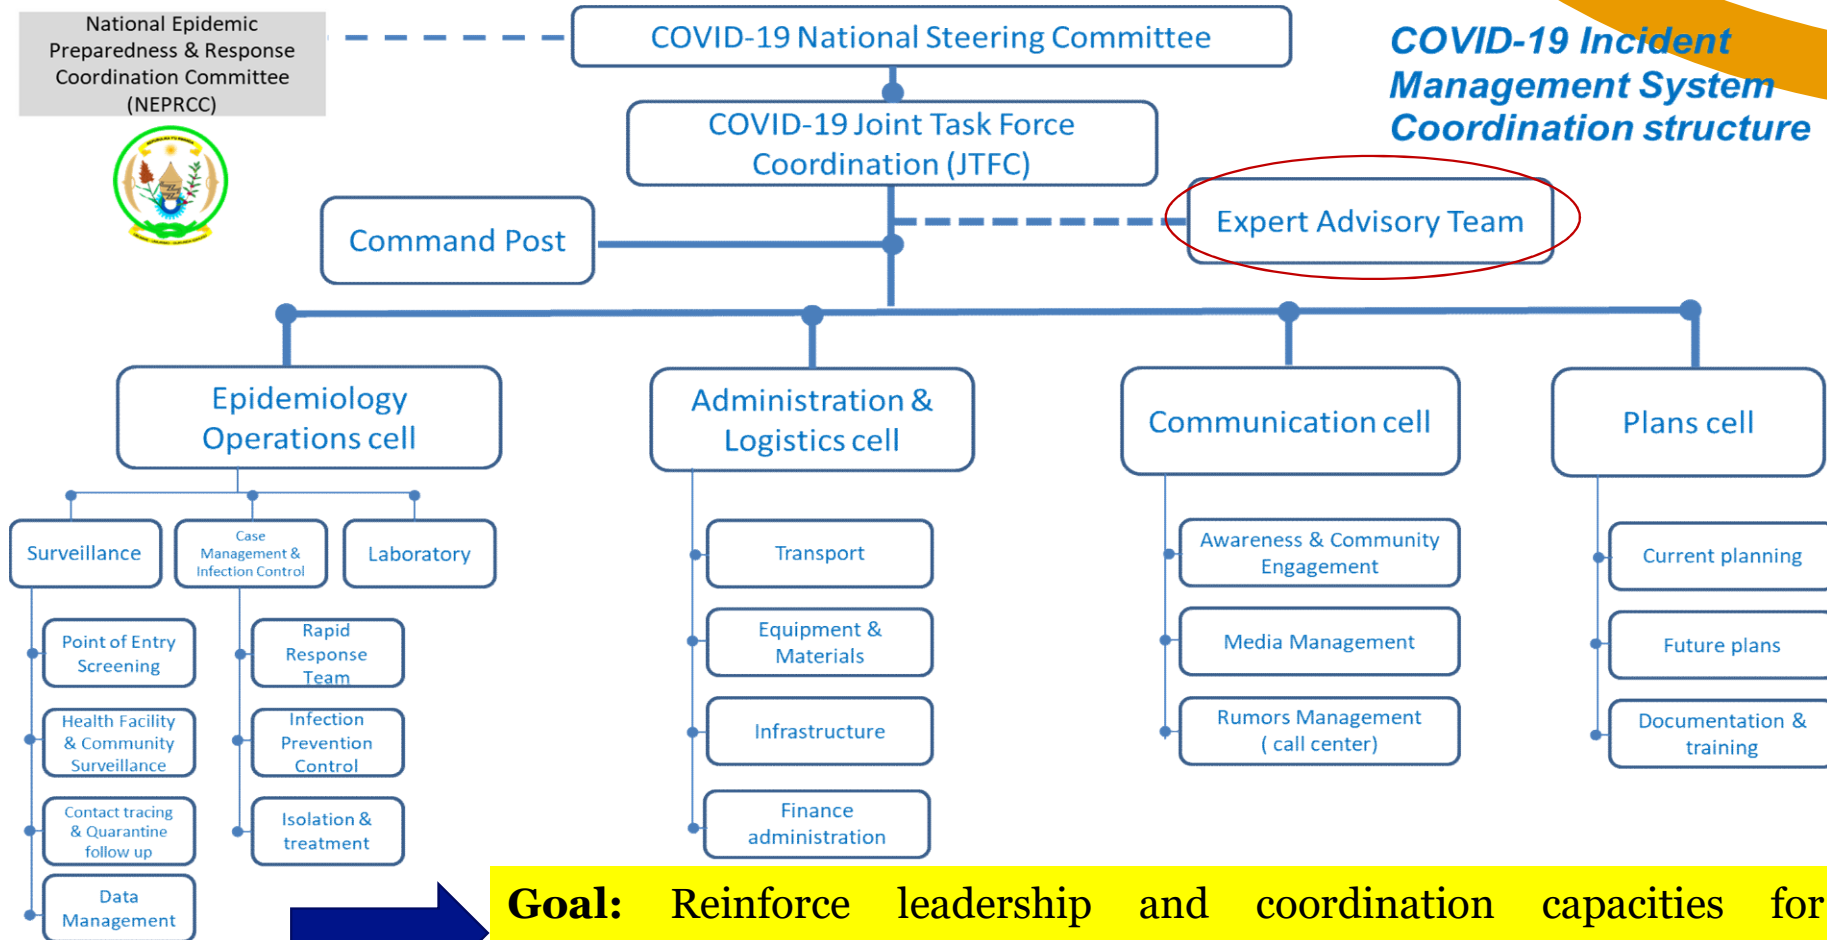 National Epidemic
Preparedness & Response
Coordination Committee
(NEPRCC)
COVID-19 National Steering Committee
COVID-19 Incident
Management System
Coordination structure
COVID-19 Joint Task Force
Coordination (JTFC)
Expert Advisory Team
Command Post
Epidemiology
Operations cell
Administration &
Logistics cell
Communication cell
Plans cell
Surveillance
Case
Management &
Infection Control
Laboratory
Point of Entry
Screening
Health Facility
& Community
Surveillance
Contact tracing
& Quarantine
follow up
Data
Management
Rapid
Response
Team
Infection
Prevention
Control
Isolation &
treatment
Transport
Equipment &
Materials
Infrastructure
Finance
administration
Awareness & Community
Engagement
Media Management
Rumors Management
( call center)
Current planning
Future plans
Documentation &
training
Goal: Reinforce leadership and coordination capacities for